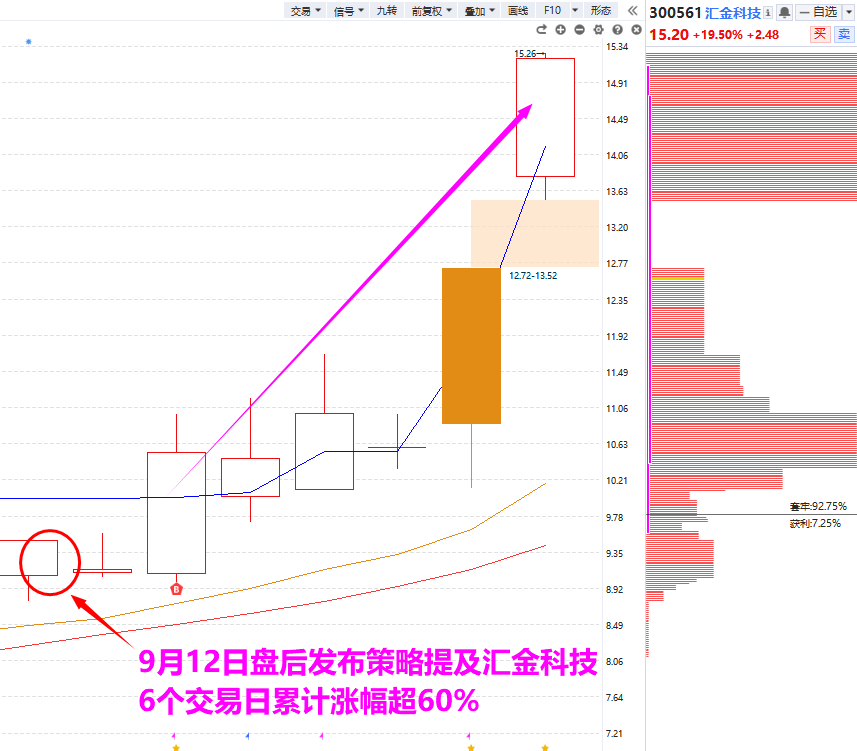 交易 信号 九转 前复权 叠加 画线 F10 形态
300561 汇金科技 自选
15.20 +19.50% +2.48 买 卖
15.26
15.34
14.91
14.49
14.06
13.63
13.20
12.77
12.72-13.52
12.35
11.92
11.49
11.06
10.63
10.21
9.78
9.35
8.92
8.49
8.06
7.64
7.21
套牢:92.75%
获利:7.25%
B
9月12日盘后发布策略提及汇金科技
6个交易日累计涨幅超60%